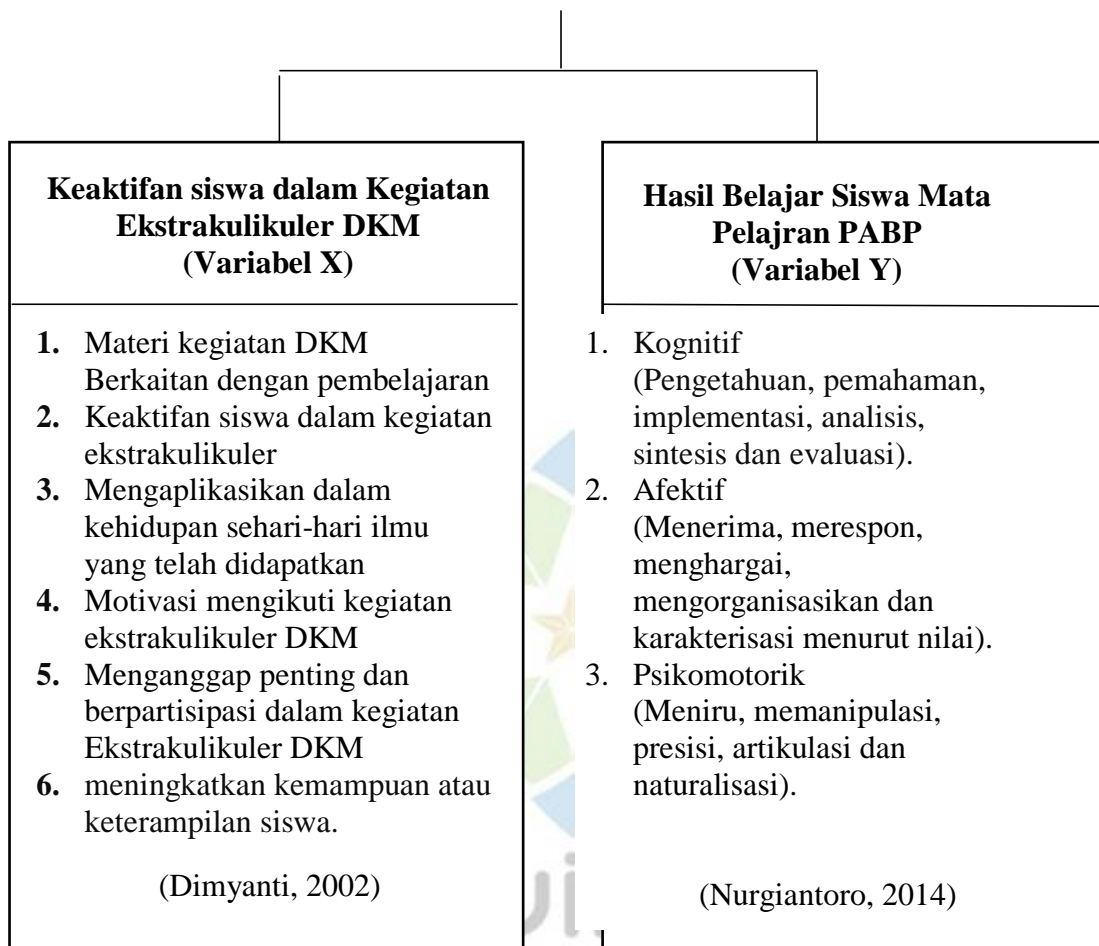 Keaktifan siswa dalam Kegiatan
Ekstrakulikuler DKM
(Variabel X)
1. Materi kegiatan DKM
Berkaitan dengan pembelajaran
2. Keaktifan siswa dalam kegiatan
ekstrakulikuler
3. Mengaplikasikan dalam
kehidupan sehari-hari ilmu
yang telah didapatkan
4. Motivasi mengikuti kegiatan
ekstrakulikuler DKM
5. Menganggap penting dan
berpartisipasi dalam kegiatan
Ekstrakulikuler DKM
6. meningkatkan kemampuan atau
keterampilan siswa.
(Dimyanti, 2002)
Hasil Belajar Siswa Mata
Pelajran PABP
(Variabel Y)
1. Kognitif
(Pengetahuan, pemahaman,
implementasi, analisis,
sintesis dan evaluasi).
2. Afektif
(Menerima, merespon,
menghargai,
mengorganisasikan dan
karakterisasi menurut nilai).
3. Psikomotorik
(Meniru, memanipulasi,
presisi, artikulasi dan
naturalisasi).
(Nurgiantoro, 2014)